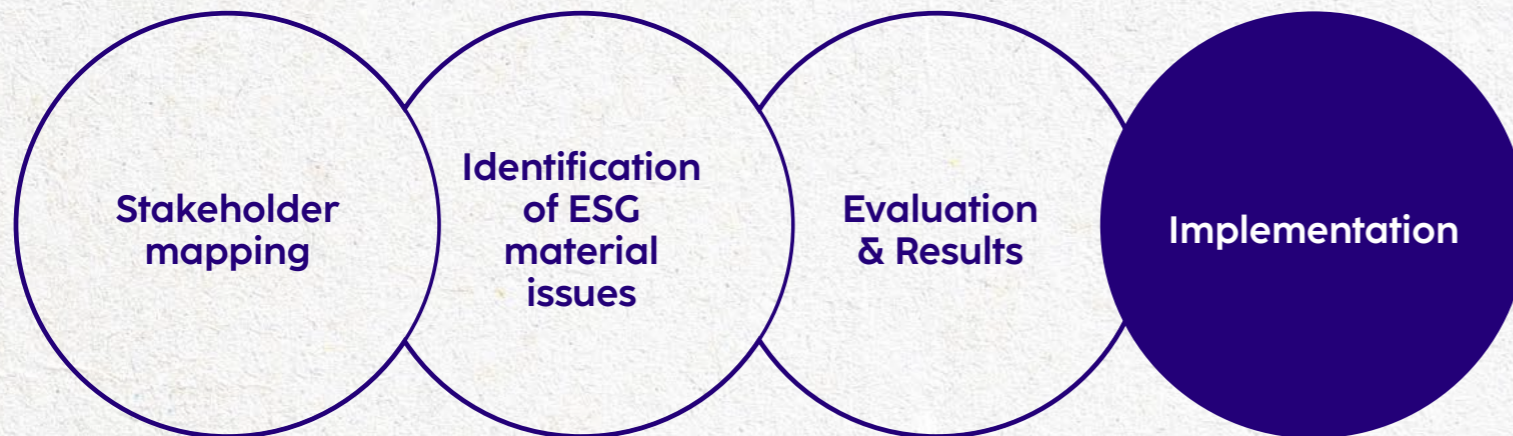 Stakeholder
mapping
Identification
of ESG
material
issues
Evaluation
& Results
Implementation